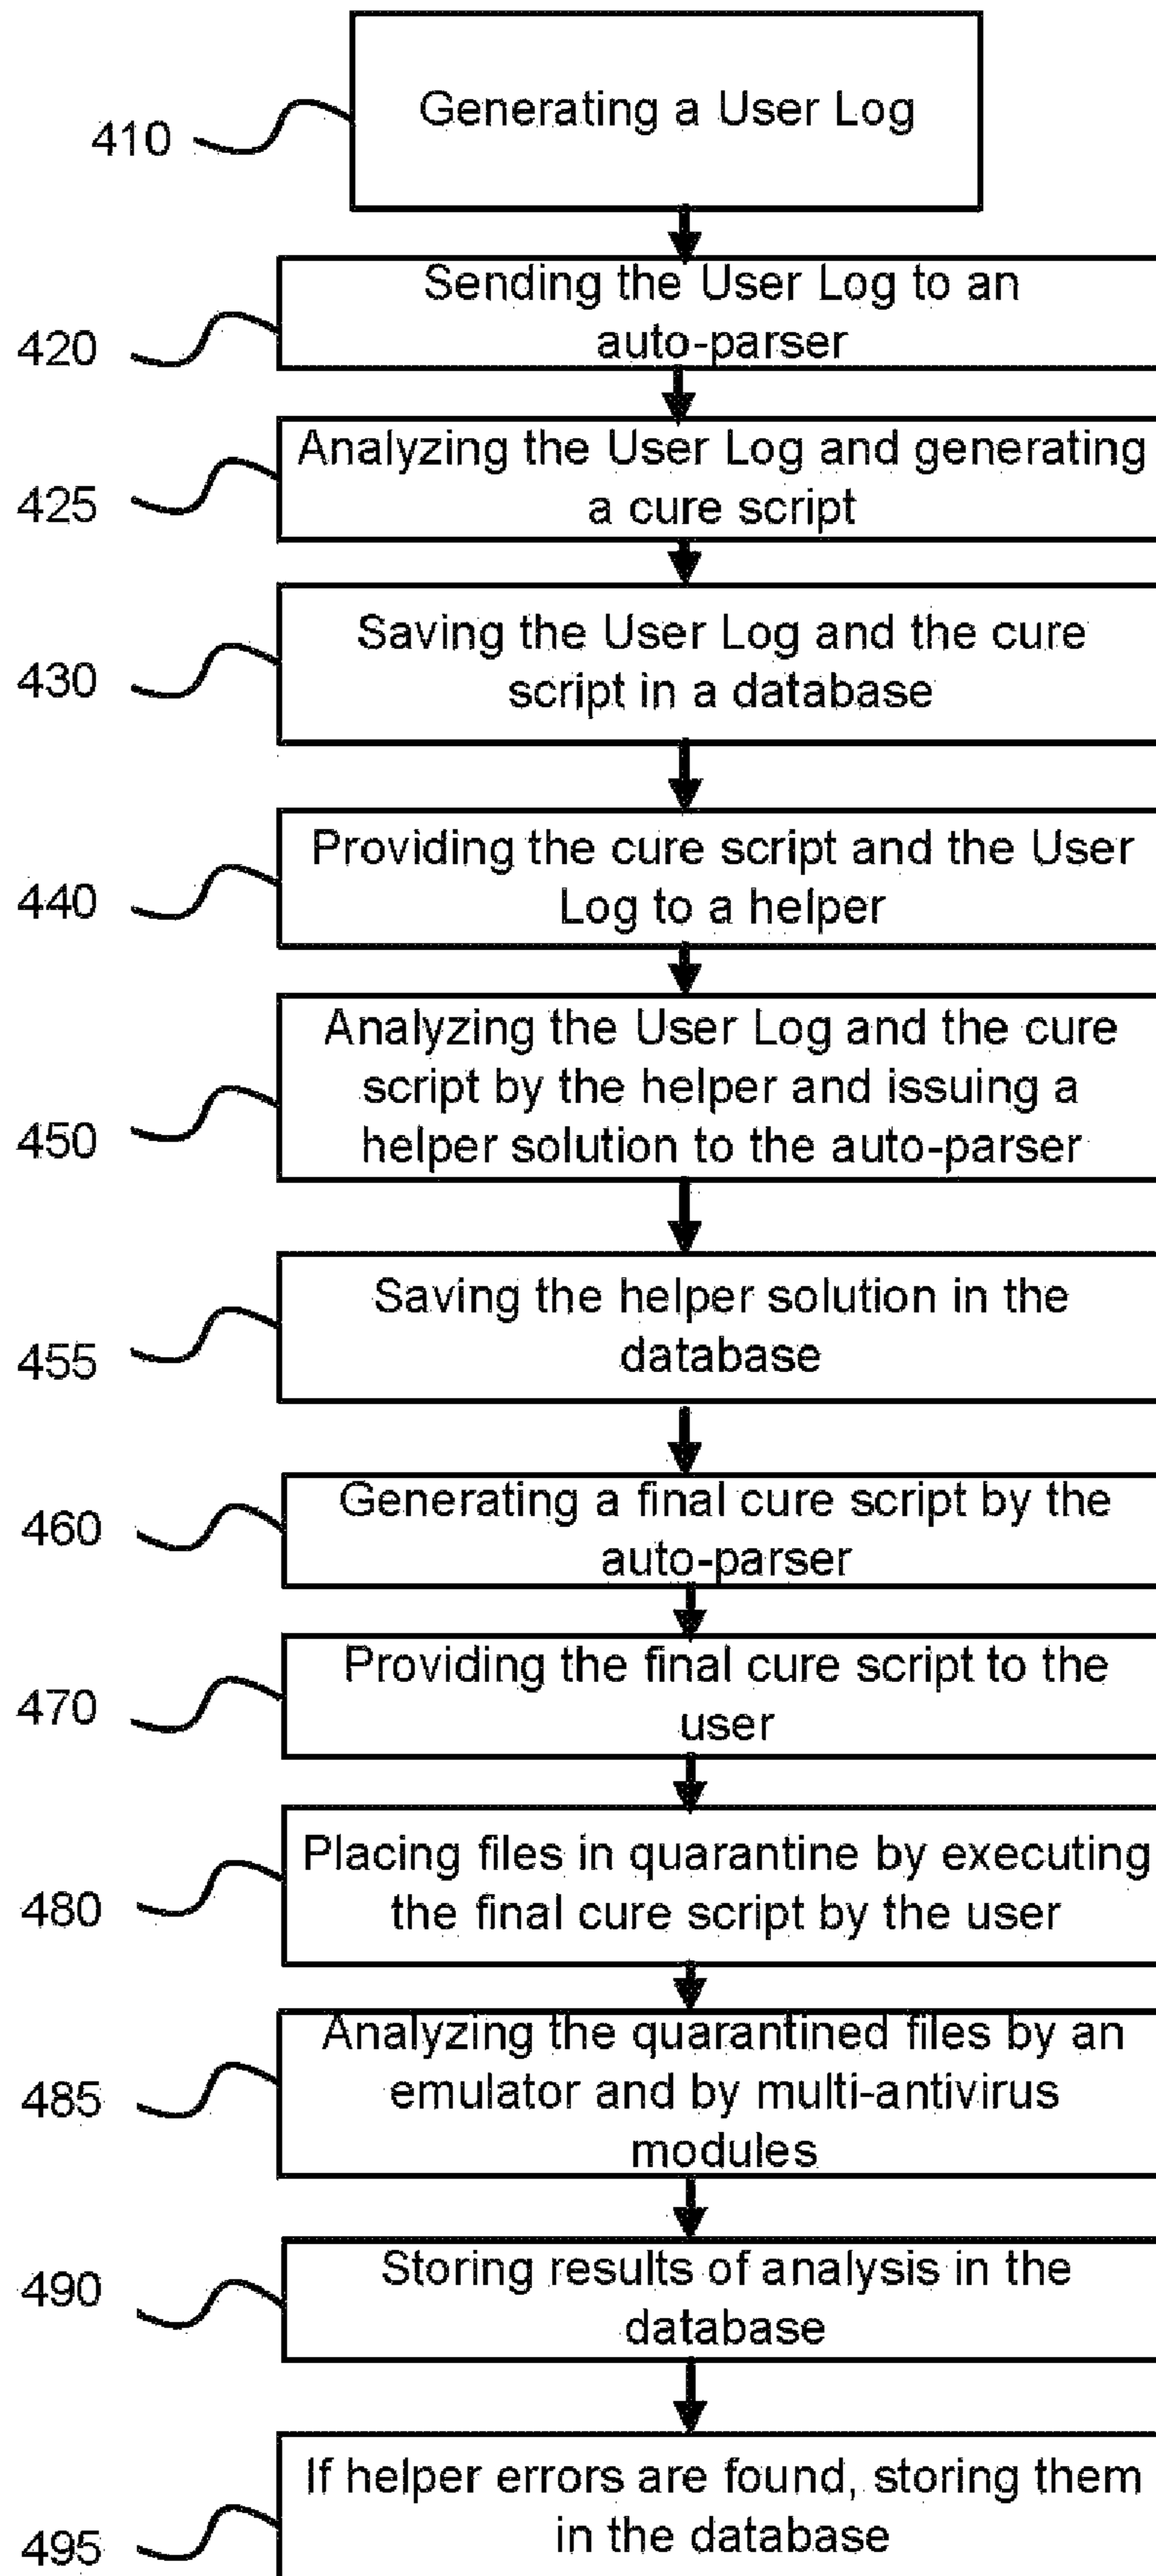 Generating a User Log
410
Sending the User Log to an
auto-parser
420
Analyzing the User Log and generating
a cure script
425
Saving the User Log and the cure
script in a database
430
Providing the cure script and the User
Log to a helper
440
Analyzing the User Log and the cure
script by the helper and issuing a
helper solution to the auto-parser
450
Saving the helper solution in the
database
455
Generating a final cure script by the
auto-parser
460
Providing the final cure script to the
user
470
Placing files in quarantine by executing
the final cure script by the user
480
Analyzing the quarantined files by an
emulator and by multi-antivirus
modules
485
Storing results of analysis in the
database
490
If helper errors are found, storing them
in the database
495